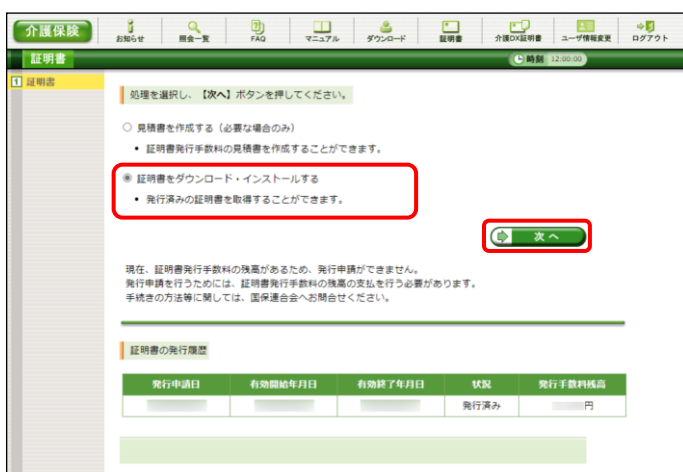 介護保険
お知らせ
照会一覧
FAQ
マニュアル
ダウンロード
証明書
介護DX証明書
ユーザ情報変更
ログアウト
証明書
時刻 12:00:00
1 証明書
処理を選択し、【次へ】ボタンを押してください。
見積書を作成する（必要な場合のみ）
・ 証明書発行手数料の見積書を作成することができます。
証明書をダウンロード・インストールする
・ 発行済みの証明書を取得することができます。
次へ
現在、証明書発行手数料の残高があるため、発行申請ができません。
発行申請を行うためには、証明書発行手数料の残高の支払を行う必要があります。
手続きの方法等に関しては、国保連合会へお問合せください。
証明書の発行履歴
発行申請日 有効開始年月日 有効終了年月日 状況 発行手数料残高
発行済み 円